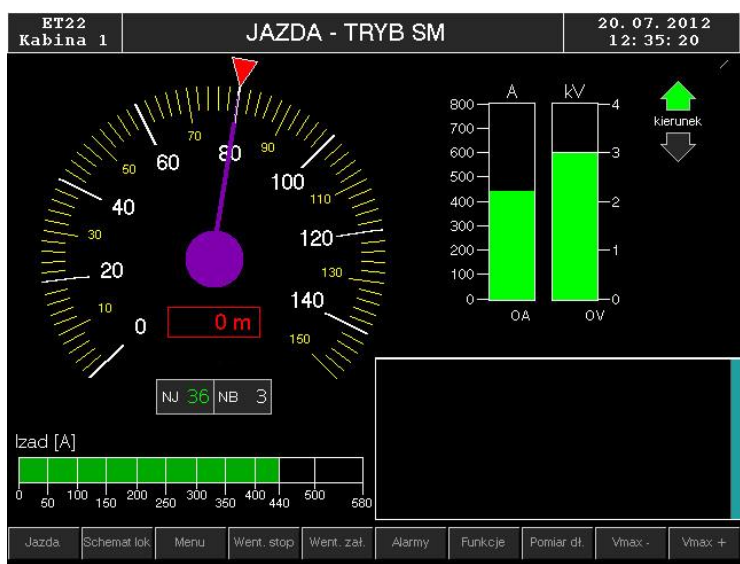 ET22
Kabina 1
JAZDA - TRYB SM
20. 07. 2012
12: 35: 20
A
kV
800
700
600
500
400
300
200
100
0
4
3
2
1
0
0A
0V
kierunek
0
10
20
30
40
50
60
70
80
90
100
110
120
130
140
150
0 m
NJ 36 NB 3
Izad [A]
0 50 100 150 200 250 300 350 400 440 500 580
Jazda Schemat lok Menu Went. stop Went. zał. Alarmy Funkcje Pomiar dł. Vmax - Vmax +